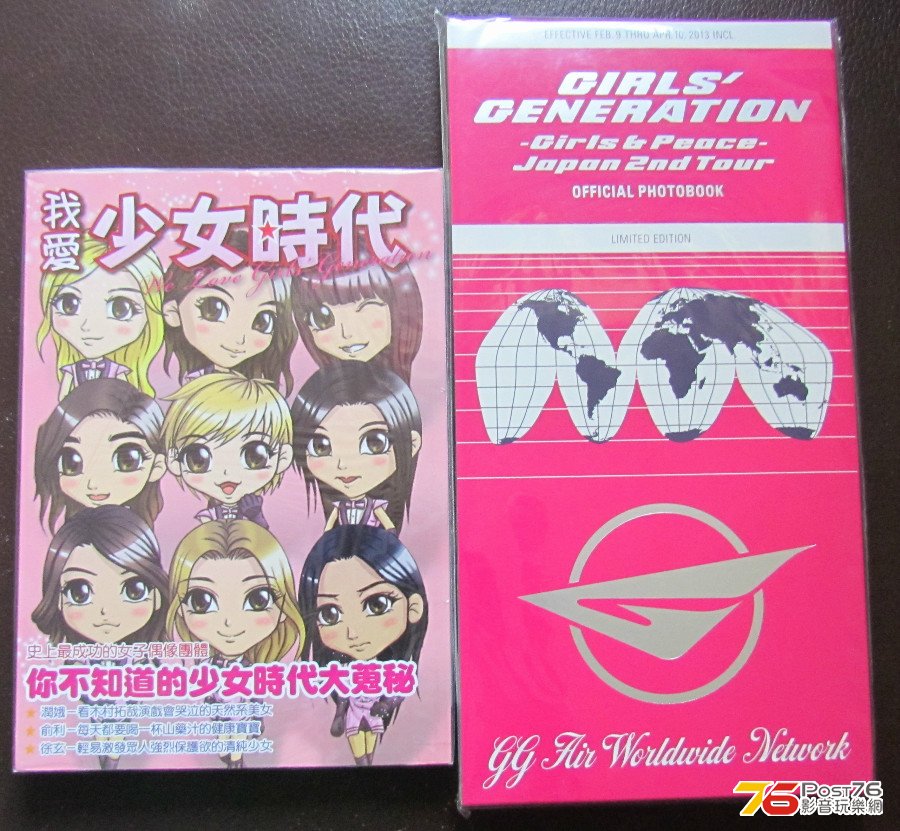 我愛
少女時代
We Love Girls' Generation
史上最成功的女子偶像團體
你不知道的少女時代大蒐秘
★潤娥─看木村拓哉演戲會哭泣的天然系美女
★俞利─每天都要喝一杯山藥汁的健康寶寶
★徐玄─輕易激發眾人強烈保護欲的清純少女
EFFECTIVE FEB. 9 THRU APR.10, 2013 INCL
GIRLS'
GENERATION
-Girls & Peace-
Japan 2nd Tour
OFFICIAL PHOTOBOOK
LIMITED EDITION
GG Air Worldwide Network
76 Post76
影音玩樂網